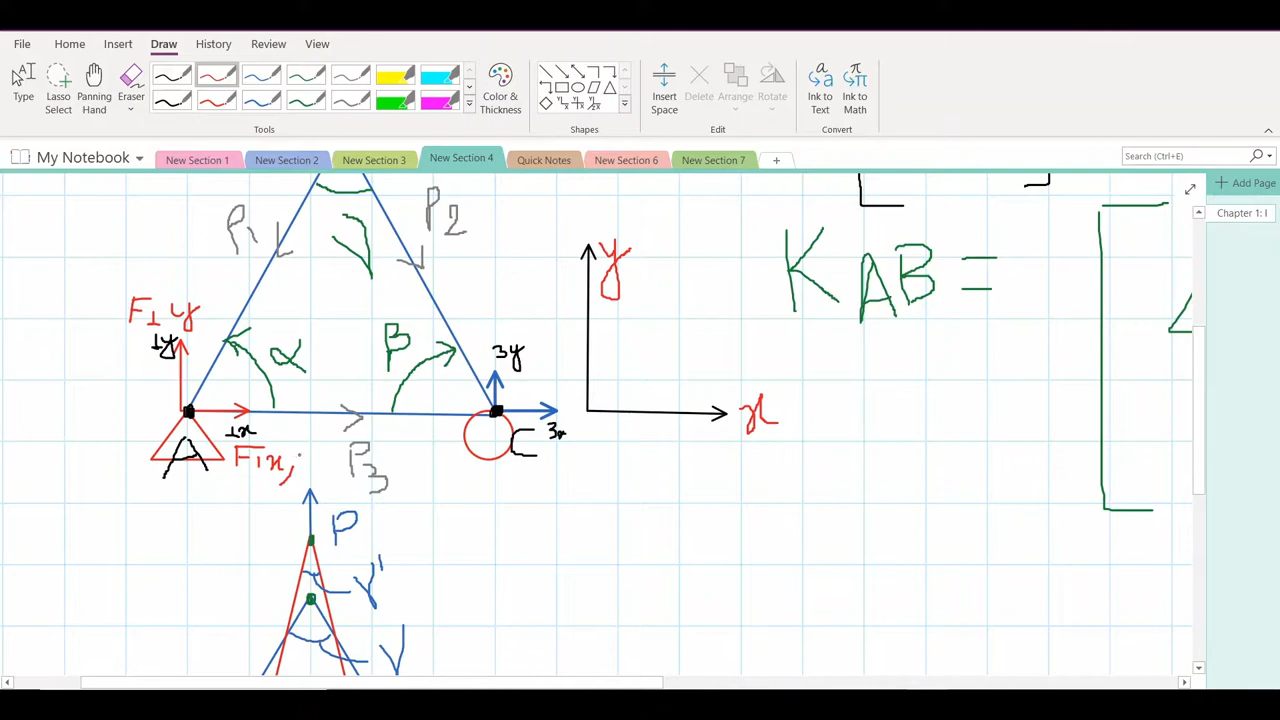 File Home Insert Draw History Review View
Type
Lasso Select
Panning Hand
Eraser
Color & Thickness
Insert Space
Delete
Arrange
Rotate
Ink to Text
Ink to Math
Tools Shapes Edit Convert
My Notebook New Section 1 New Section 2 New Section 3 New Section 4 Quick Notes New Section 6 New Section 7 Search (Ctrl+E)
Add Page
Chapter 1: I
P1 P2
γ
y
K AB =
F1y
1y
α β
3y
x
1x
3x
A
F1x,
P3
C
P
γ'
γ